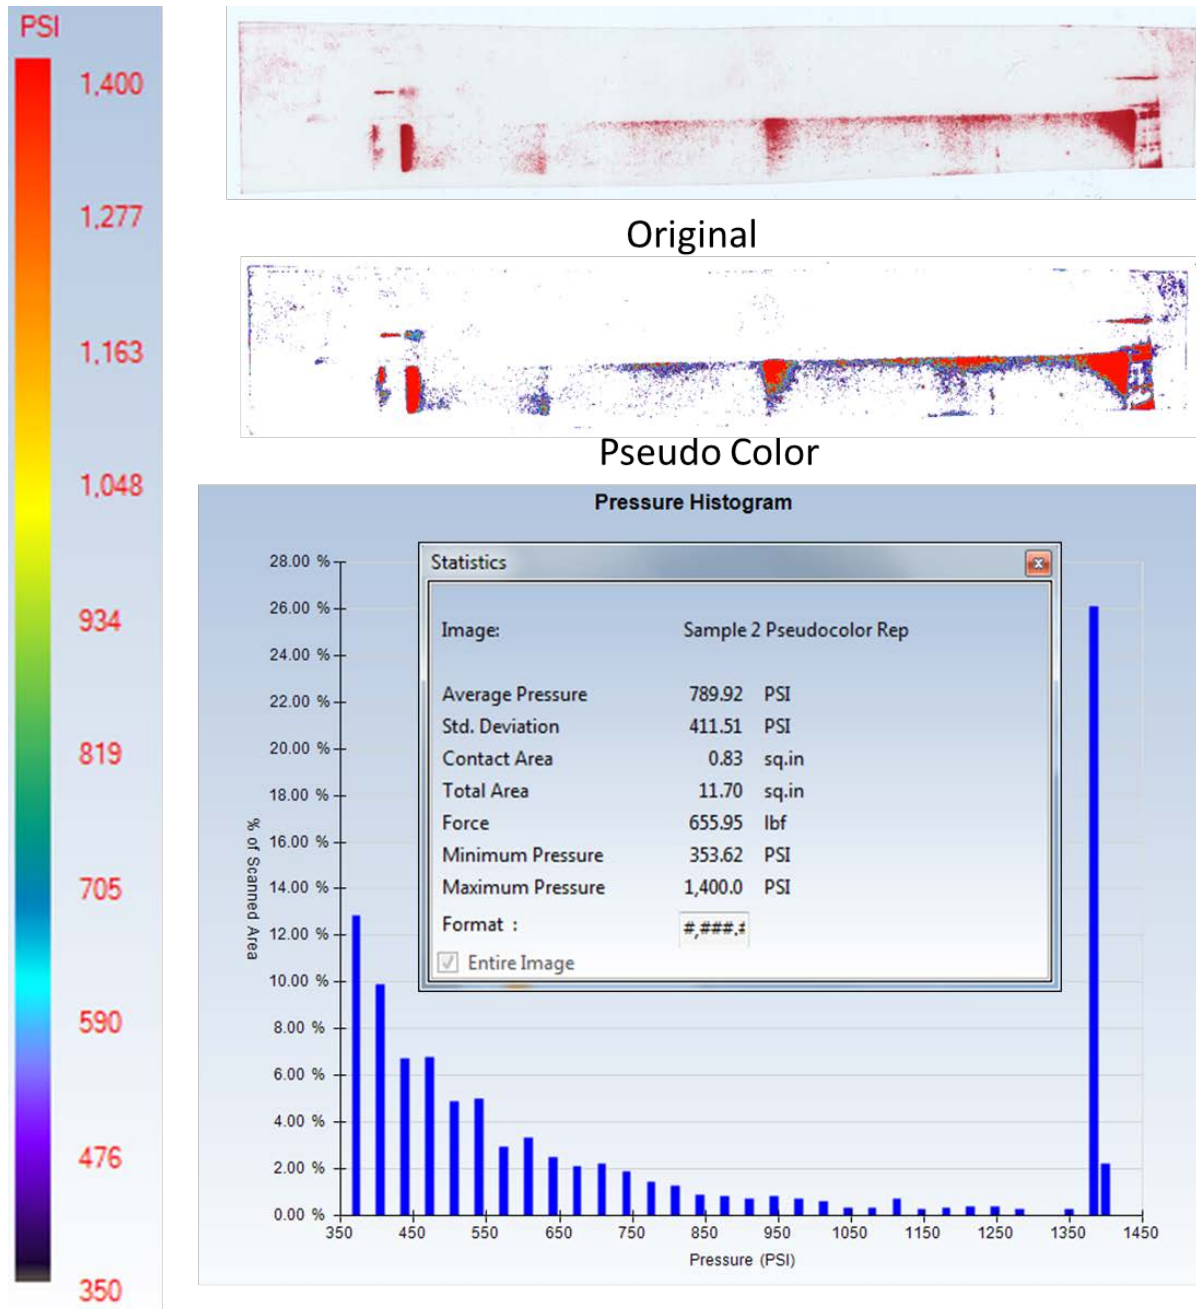 PSI
1,400
1,277
1,163
1,048
934
819
705
590
476
350
Original
Pseudo Color
Pressure Histogram
28.00 %
26.00 %
24.00 %
22.00 %
20.00 %
18.00 %
16.00 %
14.00 %
12.00 %
10.00 %
8.00 %
6.00 %
4.00 %
2.00 %
0.00 %
% of Scanned Area
Statistics
x
Image: Sample 2 Pseudocolor Rep
Average Pressure 789.92 PSI
Std. Deviation 411.51 PSI
Contact Area 0.83 sq.in
Total Area 11.70 sq.in
Force 655.95 lbf
Minimum Pressure 353.62 PSI
Maximum Pressure 1,400.0 PSI
Format : #,###.#
Entire Image
350 450 550 650 750 850 950 1050 1150 1250 1350 1450
Pressure (PSI)